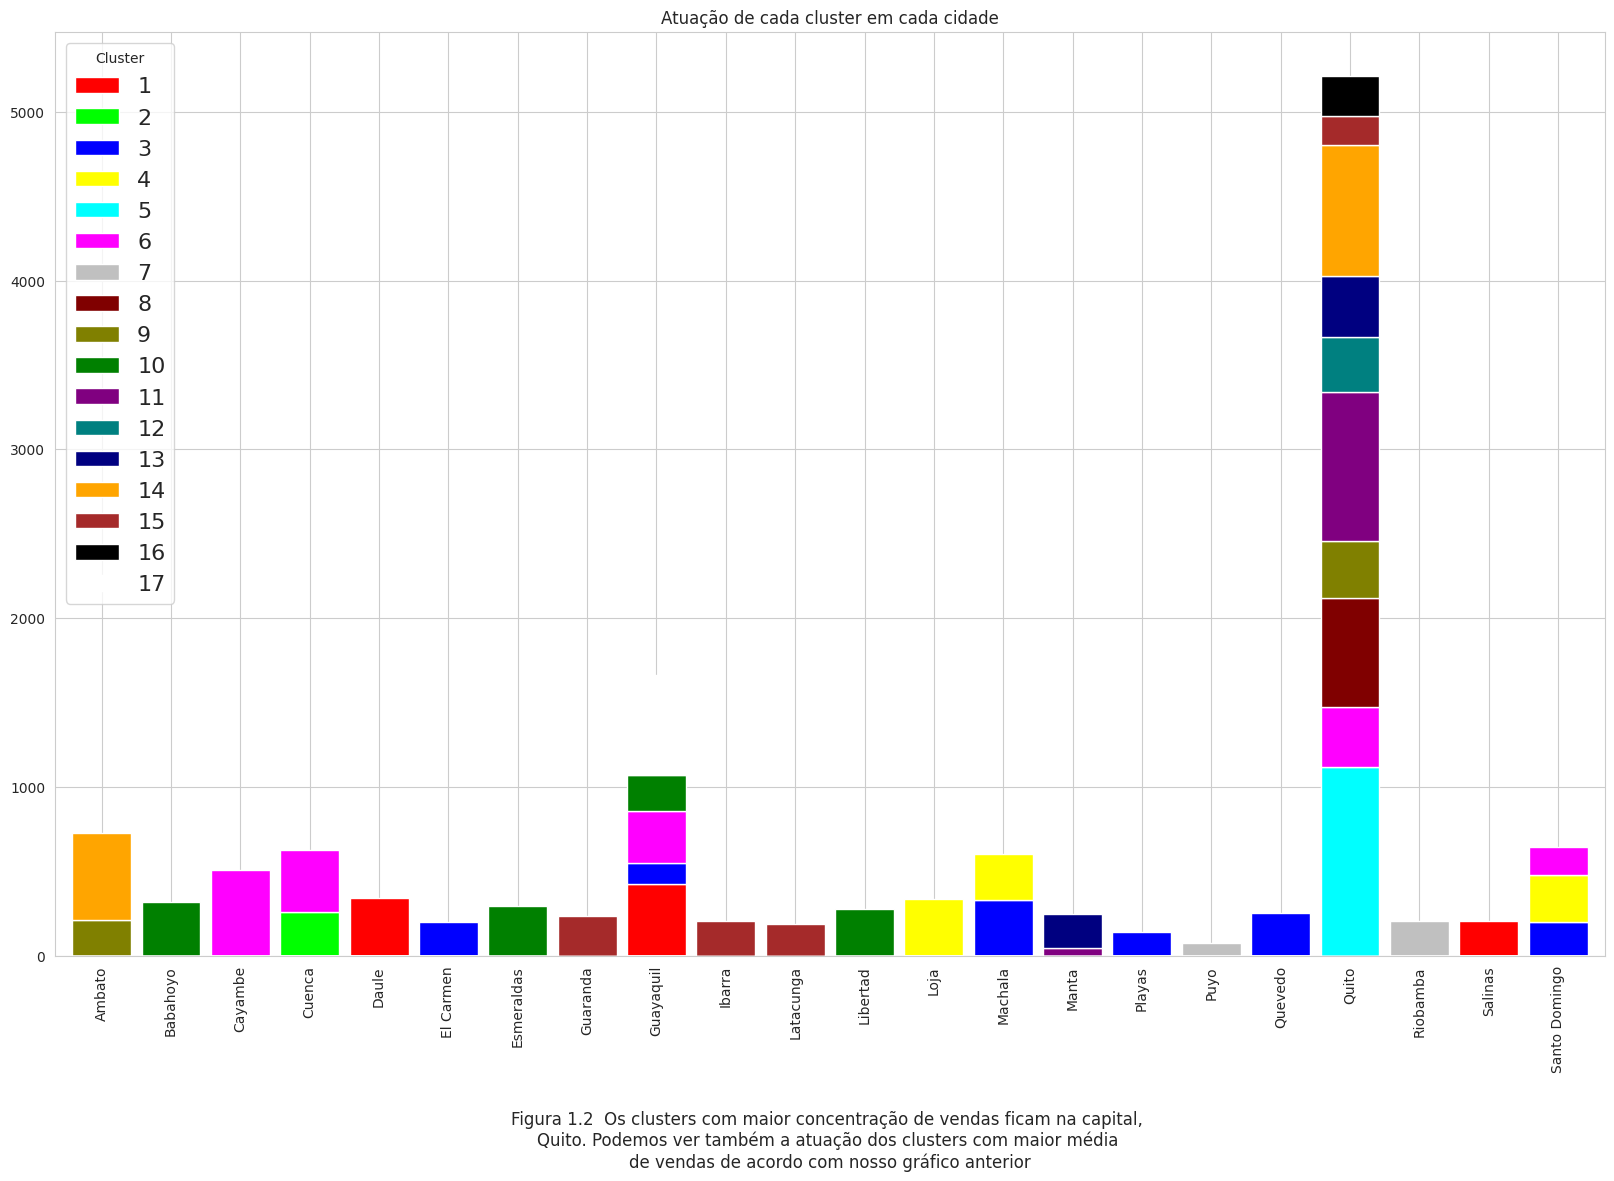 Atuação de cada cluster em cada cidade
Cluster
1
2
3
4
5
6
7
8
9
10
11
12
13
14
15
16
17
5000
4000
3000
2000
1000
0
Ambato
Babahoyo
Cayambe
Cuenca
Daule
El Carmen
Esmeraldas
Guaranda
Guayaquil
Ibarra
Latacunga
Libertad
Loja
Machala
Manta
Playas
Puyo
Quevedo
Quito
Riobamba
Salinas
Santo Domingo
Figura 1.2  Os clusters com maior concentração de vendas ficam na capital,
Quito. Podemos ver também a atuação dos clusters com maior média
de vendas de acordo com nosso gráfico anterior